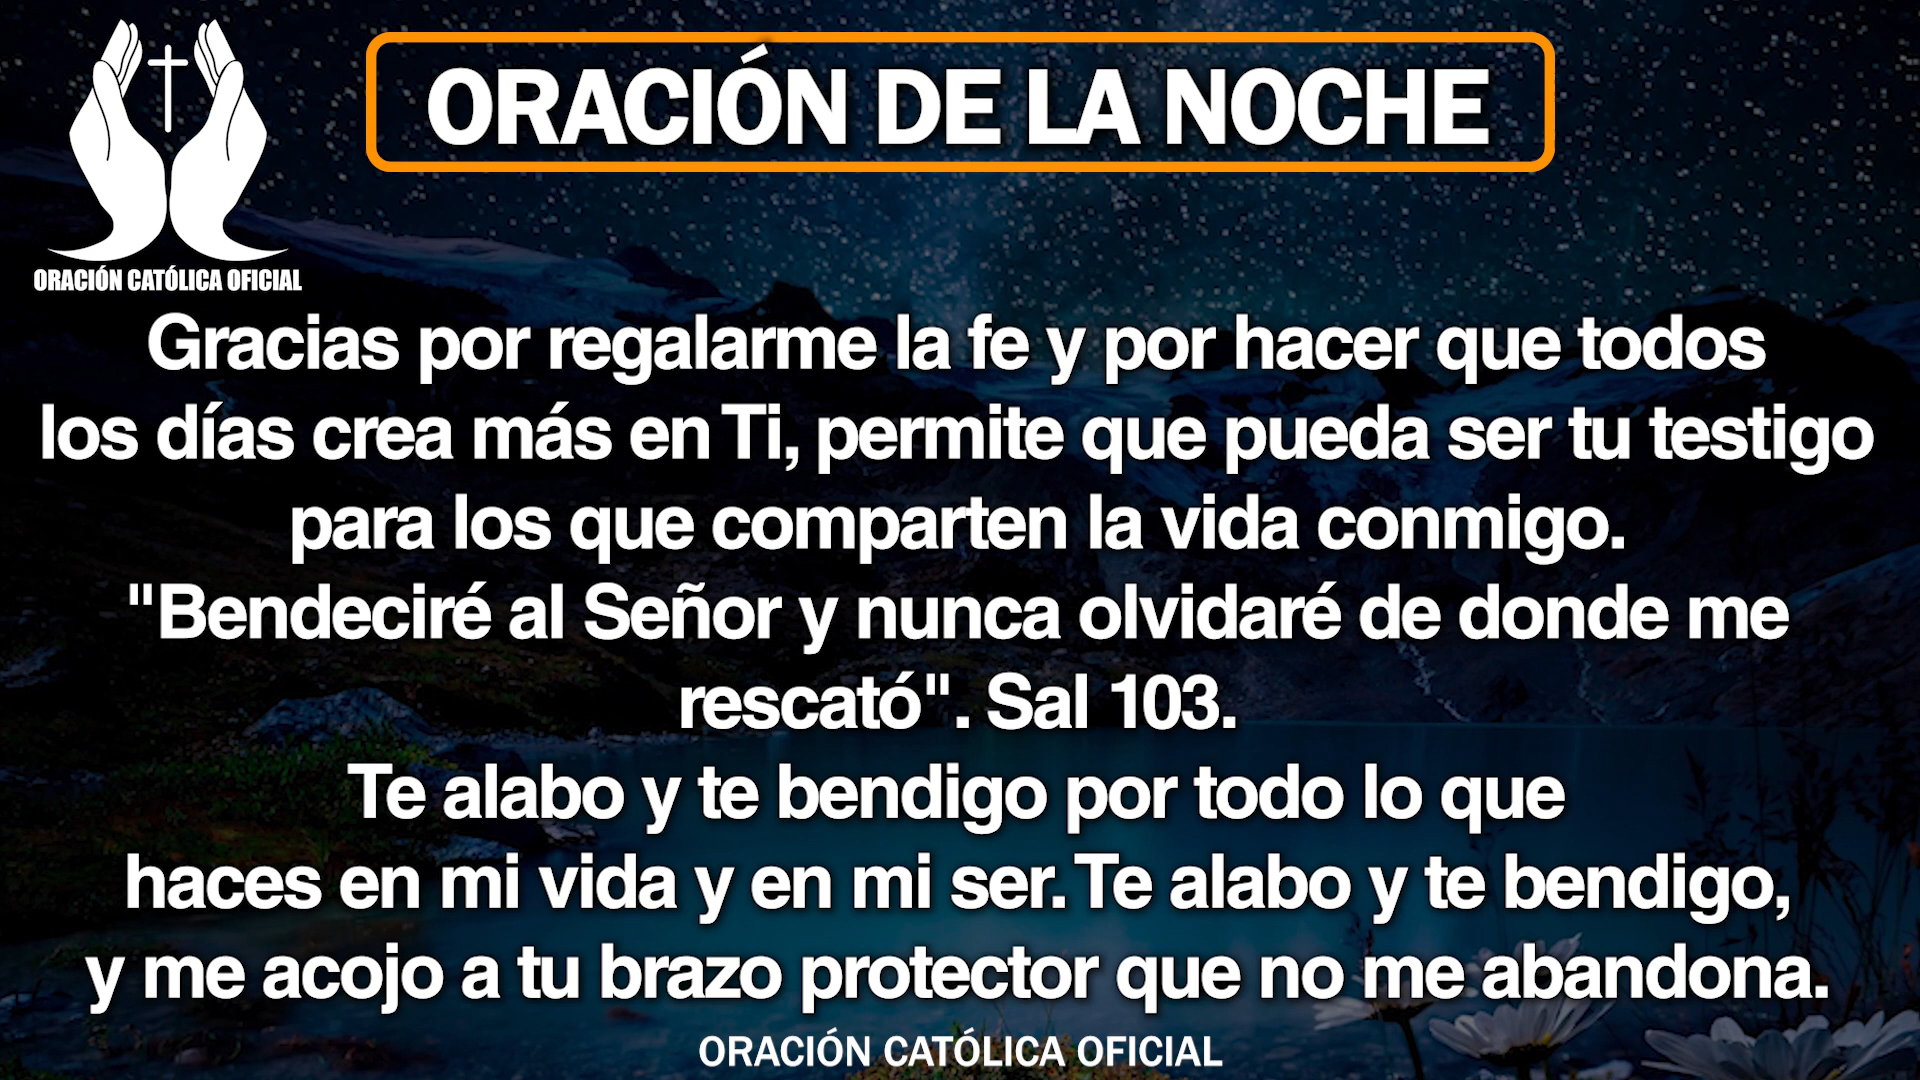 ORACIÓN DE LA NOCHE
ORACIÓN CATÓLICA OFICIAL
Gracias por regalarme la fe y por hacer que todos
los días crea más en Ti, permite que pueda ser tu testigo
para los que comparten la vida conmigo.
"Bendeciré al Señor y nunca olvidaré de donde me
rescató". Sal 103.
Te alabo y te bendigo por todo lo que
haces en mi vida y en mi ser. Te alabo y te bendigo,
y me acojo a tu brazo protector que no me abandona.
ORACIÓN CATÓLICA OFICIAL